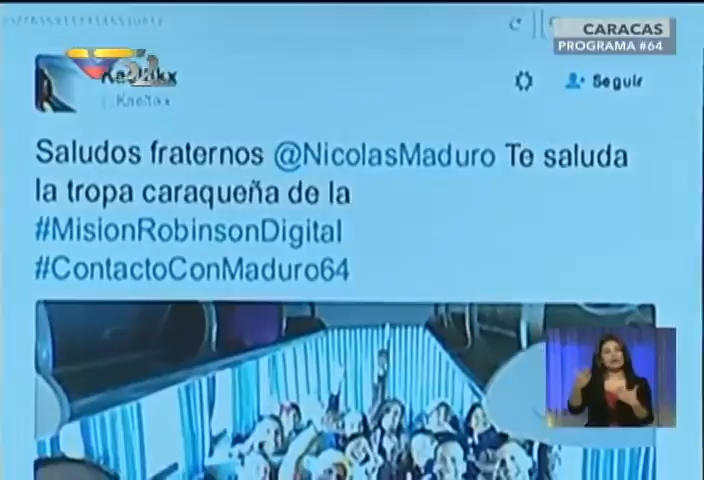 CARACAS
PROGRAMA #64
Seguir
Saludos fraternos @NicolasMaduro Te saluda
la tropa caraqueña de la
#MisionRobinsonDigital
#ContactoConMaduro64